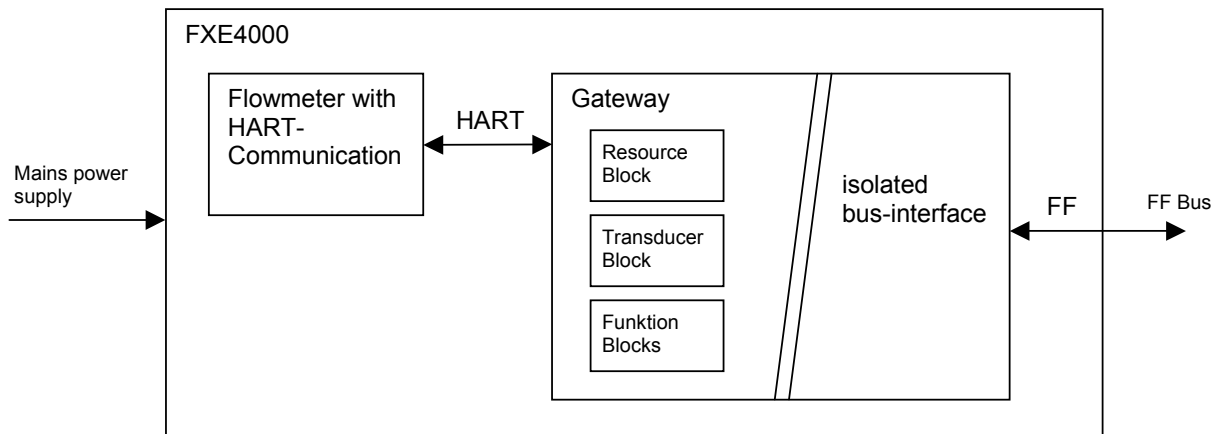 FXE4000
Flowmeter with
HART-
Communication
HART
Gateway
Resource
Block
Transducer
Block
Funktion
Blocks
isolated
bus-interface
Mains power
supply
FF
FF Bus